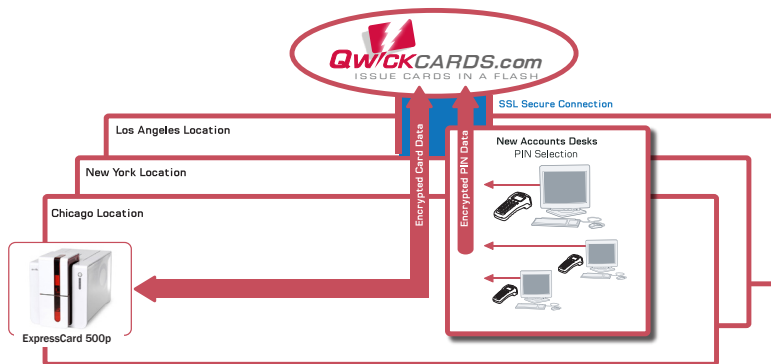 QWICKCARDS.com
ISSUE CARDS IN A FLASH
SSL Secure Connection
Los Angeles Location
New York Location
Chicago Location
Encrypted Card Data
Encrypted PIN Data
New Accounts Desks
PIN Selection
ExpressCard 500p